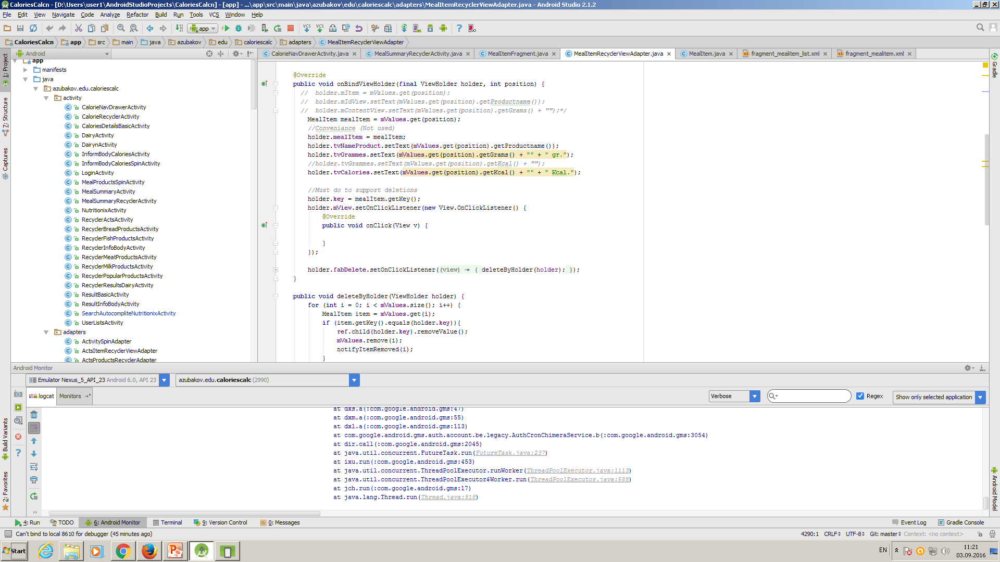 CaloriesCalcn - [D:\Users\user1\AndroidStudioProjects\CaloriesCalcn] - [app] - ...\app\src\main\java\azubakov\edu\caloriescalc\adapters\MealItemRecyclerViewAdapter.java - Android Studio 2.1.2
File Edit View Navigate Code Analyze Refactor Build Run Tools VCS Window Help
app
CaloriesCalcn app src main java azubakov edu caloriescalc adapters MealItemRecyclerViewAdapter
Android
CalorieNavDrawerActivity.java MealSummaryRecyclerActivity.java MealItemFragment.java MealItemRecyclerViewAdapter.java MealItem.java fragment_mealitem_list.xml fragment_mealitem.xml
1: Project
Z: Structure
Captures
Build Variants
2: Favorites
Gradle
Android Model
app
manifests
java
azubakov.edu.caloriescalc
activity
CalorieNavDrawerActivity
CalorieRecyclerActivity
CaloriesDetailsBasicActivity
DairyActivity
DairynActivity
InformBodyCaloriesActivity
InformBodyCaloriesSpinActivity
LoginActivity
MealProductsSpinActivity
MealSummaryActivity
MealSummaryRecyclerActivity
NutritionixActivity
RecyclerActsActivity
RecyclerBreadProductsActivity
RecyclerFishProductsActivity
RecyclerInfoBodyActivity
RecyclerMeatProductsActivity
RecyclerMilkProductsActivity
RecyclerPopularProductsActivity
RecyclerResultsDairyActivity
ResultBasicActivity
ResultInfoBodyActivity
SearchAutocompliteNutritionixActivity
UserListsActivity
adapters
ActivitySpinAdapter
ActsItemRecyclerViewAdapter
ActsProductsRecyclerAdapter
@Override
public void onBindViewHolder(final ViewHolder holder, int position) {
//  holder.mItem = mValues.get(position);
//  holder.mIdView.setText(mValues.get(position).getProductname());
//  holder.mContentView.setText(mValues.get(position).getGrams() + "");*/
MealItem mealItem = mValues.get(position);
//Conveniance (Not used)
holder.mealItem = mealItem;
holder.tvNameProduct.setText(mValues.get(position).getProductname());
holder.tvGrammes.setText(mValues.get(position).getGrams() + "" + " gr.");
//holder.tvGrammes.setText(mValues.get(position).getKcal() + "");
holder.tvCalories.setText(mValues.get(position).getKcal() + "" + " Kcal.");
//Must do to support deletions
holder.key = mealItem.getKey();
holder.mView.setOnClickListener(new View.OnClickListener() {
@Override
public void onClick(View v) {
}
});
holder.fabDelete.setOnClickListener((view) → { deleteByHolder(holder); });
}
public void deleteByHolder(ViewHolder holder) {
for (int i = 0; i < mValues.size(); i++) {
MealItem item = mValues.get(i);
if (item.getKey().equals(holder.key)){
ref.child(holder.key).removeValue();
mValues.remove(i);
notifyItemRemoved(i);
}
Android Monitor
Emulator Nexus_5_API_23 Android 6.0, API 23 azubakov.edu.caloriescalc (2990)
logcat Monitors Verbose Regex Show only selected application
at dxs.a(:com.google.android.gms:47)
at dxm.a(:com.google.android.gms:55)
at dxl.a(:com.google.android.gms:113)
at com.google.android.gms.auth.account.be.legacy.AuthCronChimeraService.b(:com.google.android.gms:3054)
at dir.call(:com.google.android.gms:2045)
at java.util.concurrent.FutureTask.run(FutureTask.java:237)
at ixu.run(:com.google.android.gms:453)
at java.util.concurrent.ThreadPoolExecutor.runWorker(ThreadPoolExecutor.java:1113)
at java.util.concurrent.ThreadPoolExecutor$Worker.run(ThreadPoolExecutor.java:588)
at jch.run(:com.google.android.gms:17)
at java.lang.Thread.run(Thread.java:818)
4: Run TODO 6: Android Monitor Terminal 9: Version Control 0: Messages Event Log Gradle Console
Can't bind to local 8610 for debugger (45 minutes ago) 4290:1 CRLF UTF-8 Git: master Context: <no context>
Start EN 11:21
03.09.2016